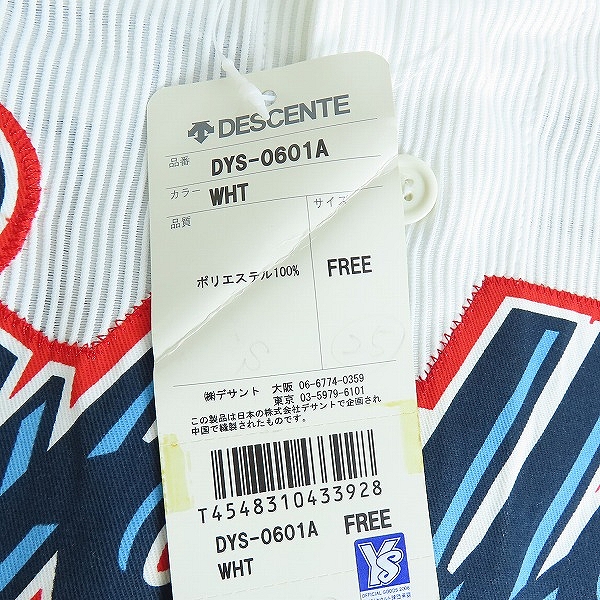 DESCENTE
品番 DYS-0601A
カラー WHT
品質 サイズ
ポリエステル100% FREE
㈱デサント 大阪 06-6774-0359
東京 03-5979-6101
この製品は日本の株式会社デサントで企画され
中国で縫製されたものです。
T4548310433928
DYS-0601A FREE
WHT
YS
OFFICIAL GOODS 2006